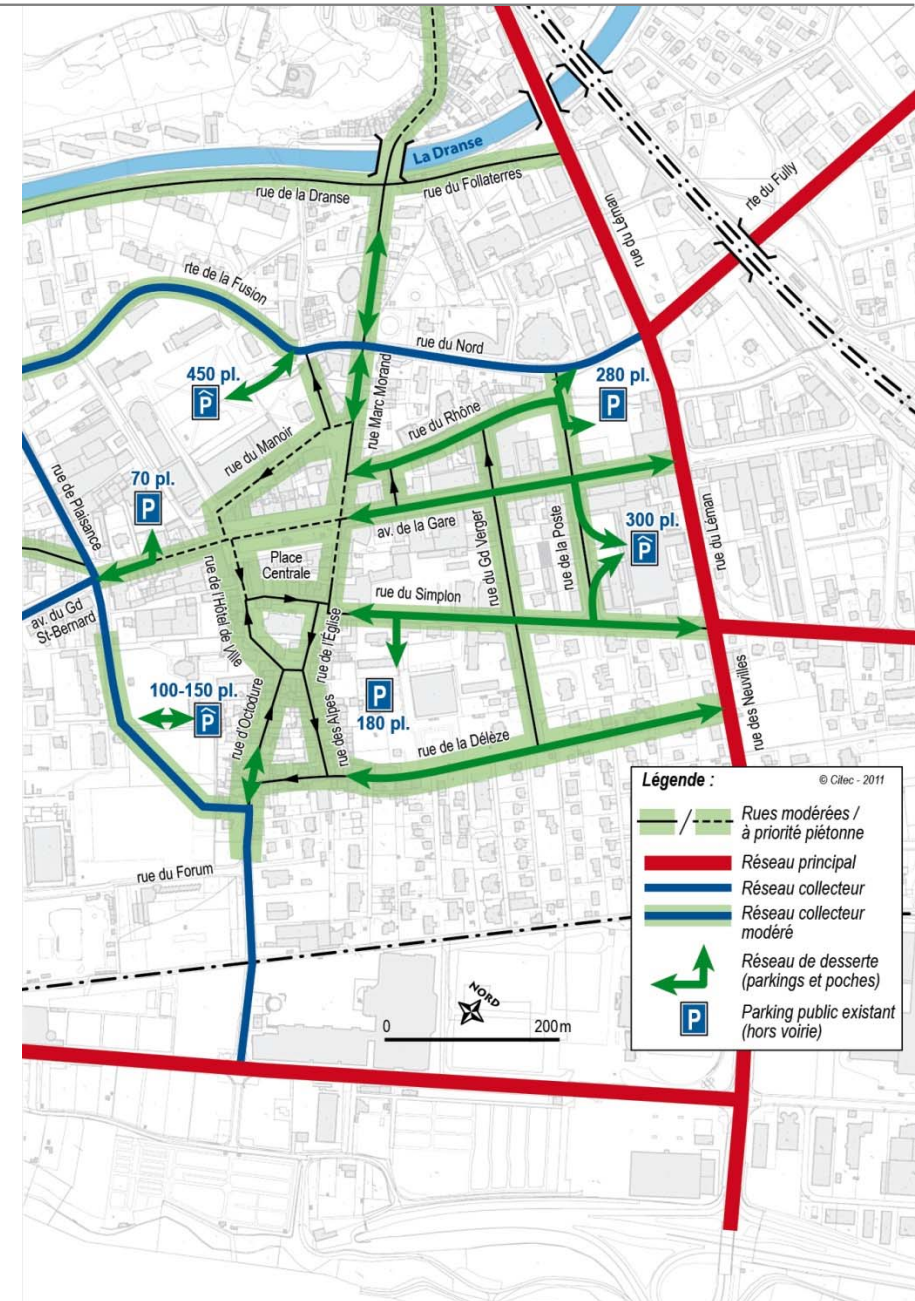 La Dranse
rue de la Dranse
rue du Follaterres
rue du Léman
rte du Fully
rte de la Fusion
rue du Nord
450 pl.
P
rue Marc Morand
280 pl.
P
rue du Rhône
rue du Manoir
rue de Plaisance
70 pl.
P
av. de la Gare
rue du Gd Verger
rue de la Poste
300 pl.
P
rue du Léman
Place
Centrale
rue du Simplon
av. du Gd
St-Bernard
rue de l'Hôtel de Ville
rue de l'Église
100-150 pl.
P
rue d'Octodure
rue des Alpes
P
180 pl.
rue de la Délèze
rue des Neuvilles
rue du Forum
Légende :
© Citec - 2011
Rues modérées /
à priorité piétonne
Réseau principal
Réseau collecteur
Réseau collecteur
modéré
Réseau de desserte
(parkings et poches)
P
Parking public existant
(hors voirie)
NORD
0
200m